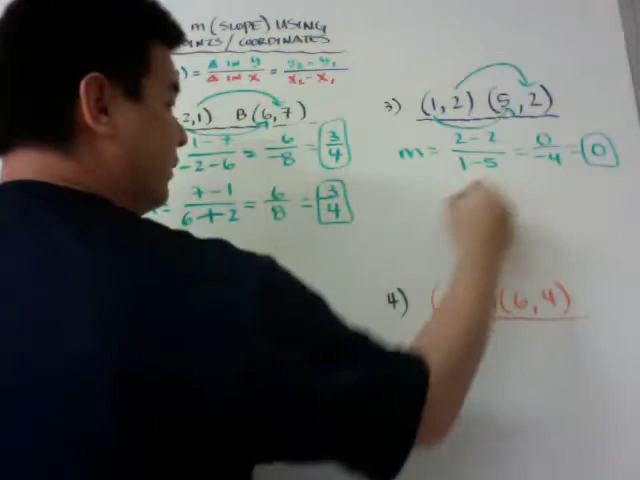 m (SLOPE) USING
POINTS / COORDINATES
) = Δ IN Y / Δ IN X = y₂ - y₁ / x₂ - x₁
2,1) B(6,7)
1 - 7 / -2 - 6 = 6 / -8 = 3 / 4
7 - 1 / 6 + 2 = 6 / 8 = 3 / 4
3) (1,2) (5,2)
m = 2 - 2 / 1 - 5 = 0 / -4 = 0
4) ( (6,4)